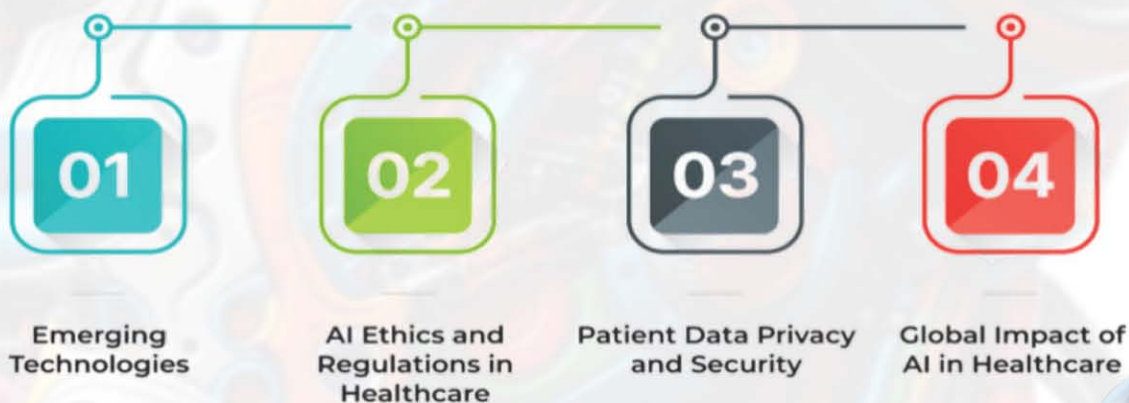 01
02
03
04
Emerging
Technologies
AI Ethics and
Regulations in
Healthcare
Patient Data Privacy
and Security
Global Impact of
AI in Healthcare